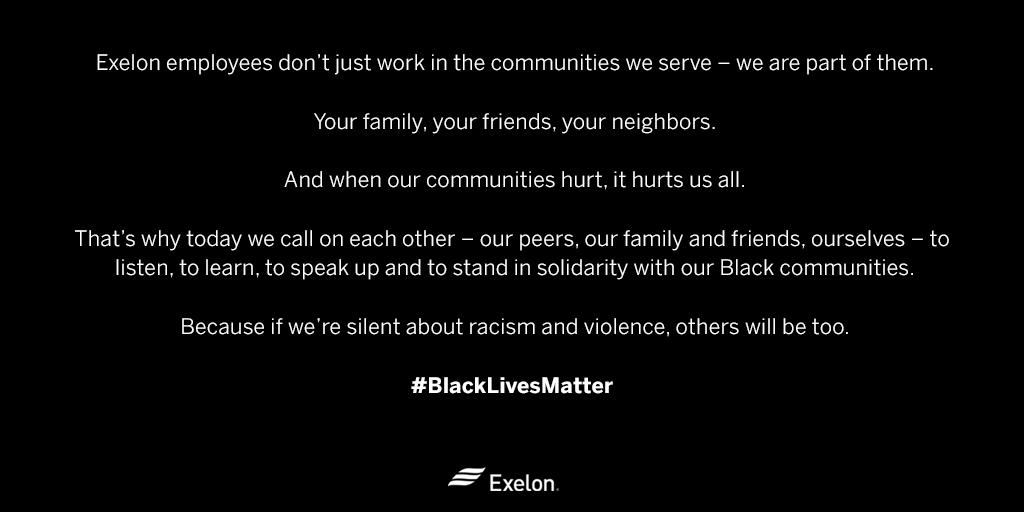 Exelon employees don’t just work in the communities we serve – we are part of them.
Your family, your friends, your neighbors.
And when our communities hurt, it hurts us all.
That’s why today we call on each other – our peers, our family and friends, ourselves – to
listen, to learn, to speak up and to stand in solidarity with our Black communities.
Because if we’re silent about racism and violence, others will be too.
#BlackLivesMatter
Exelon.